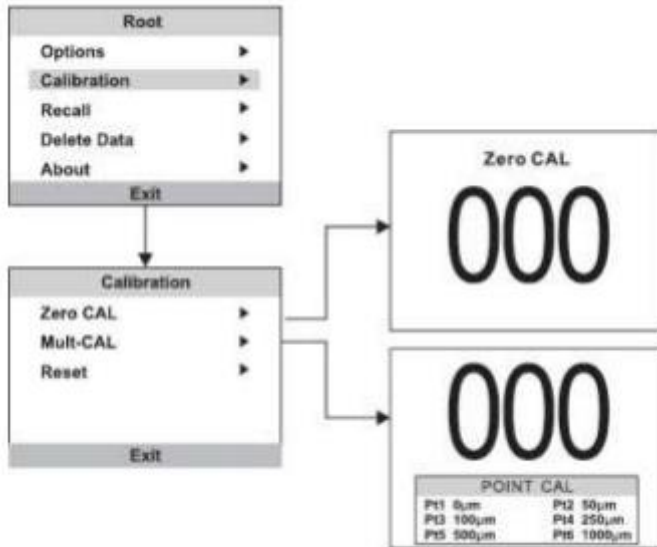 Root
Options
Calibration
Recall
Delete Data
About
Exit
Calibration
Zero CAL
Mult-CAL
Reset
Exit
Zero CAL
000
000
POINT CAL
Pt1 0µm Pt2 50µm
Pt3 100µm Pt4 250µm
Pt5 500µm Pt6 1000µm